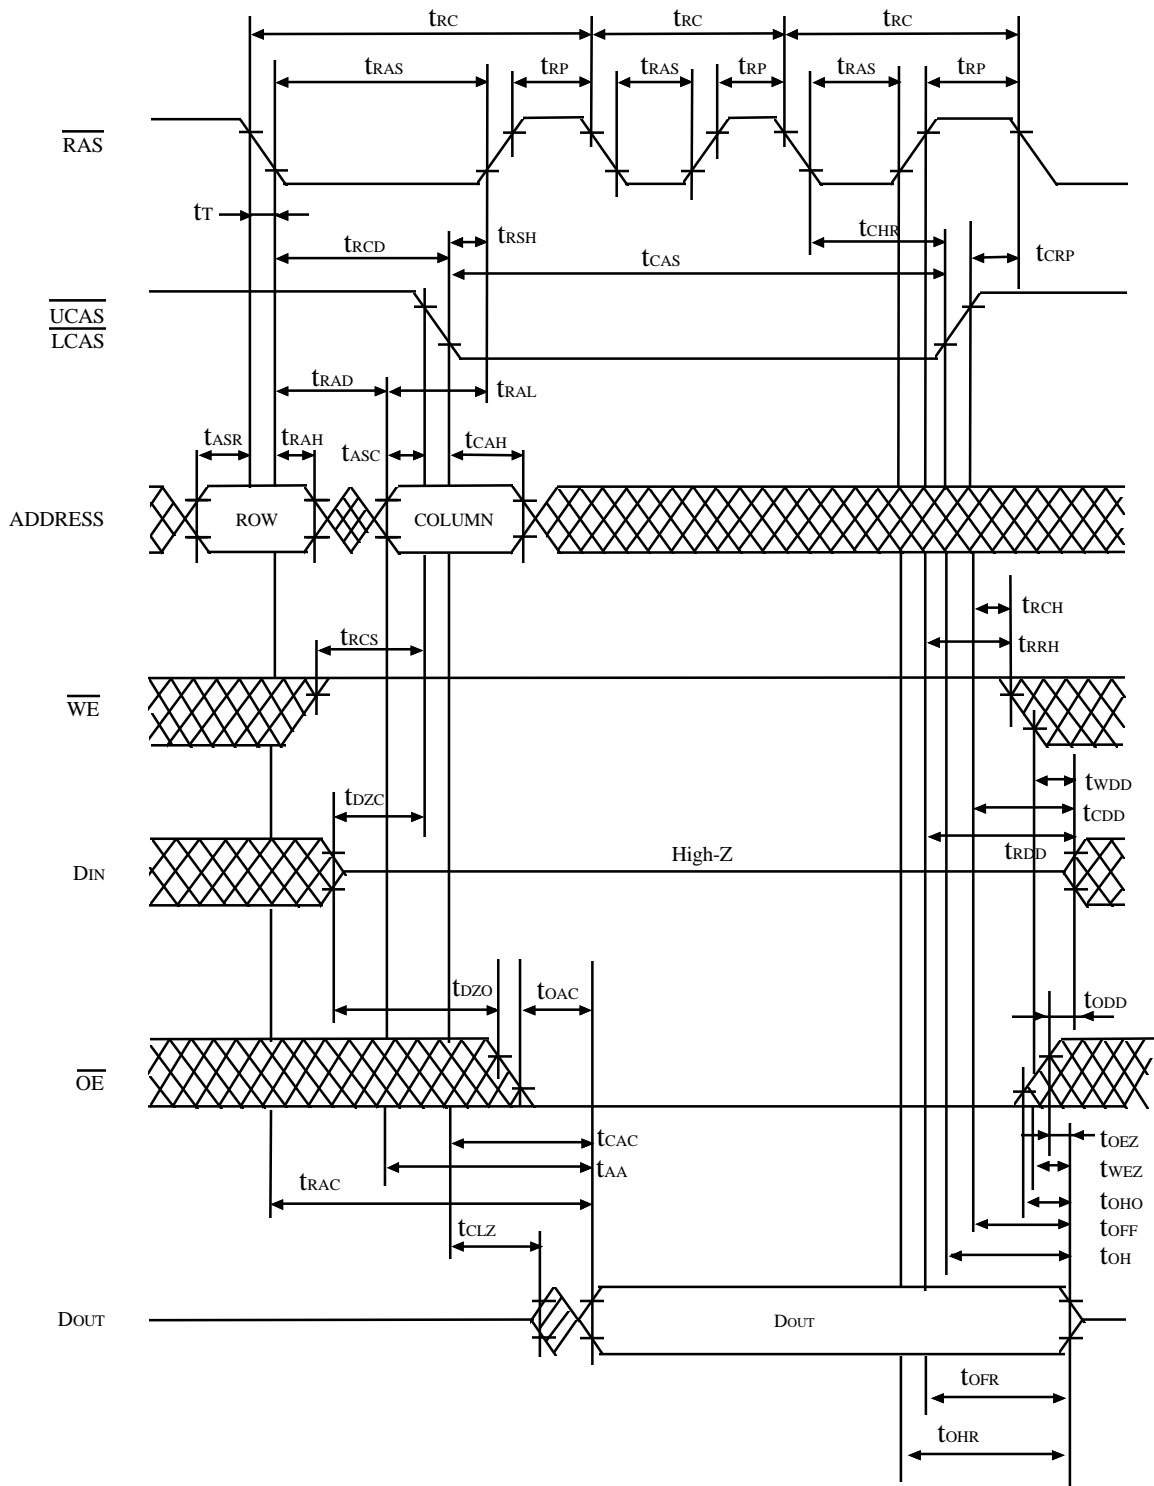 tRC tRC tRC
tRAS tRP tRAS tRP tRAS tRP
RAS
tT
tRCD tRSH tCHR
tCAS tCRP
UCAS
LCAS
tRAD tRAL
tASR tRAH tASC tCAH
ADDRESS ROW COLUMN
tRCH
tRCS tRRH
WE
tWDD
tDZC tCDD
tRDD
DIN High-Z
tDZO tOAC tODD
OE
tCAC tOEZ
tAA tWEZ
tRAC tOHO
tCLZ tOFF
tOH
DOUT DOUT
tOFR
tOHR